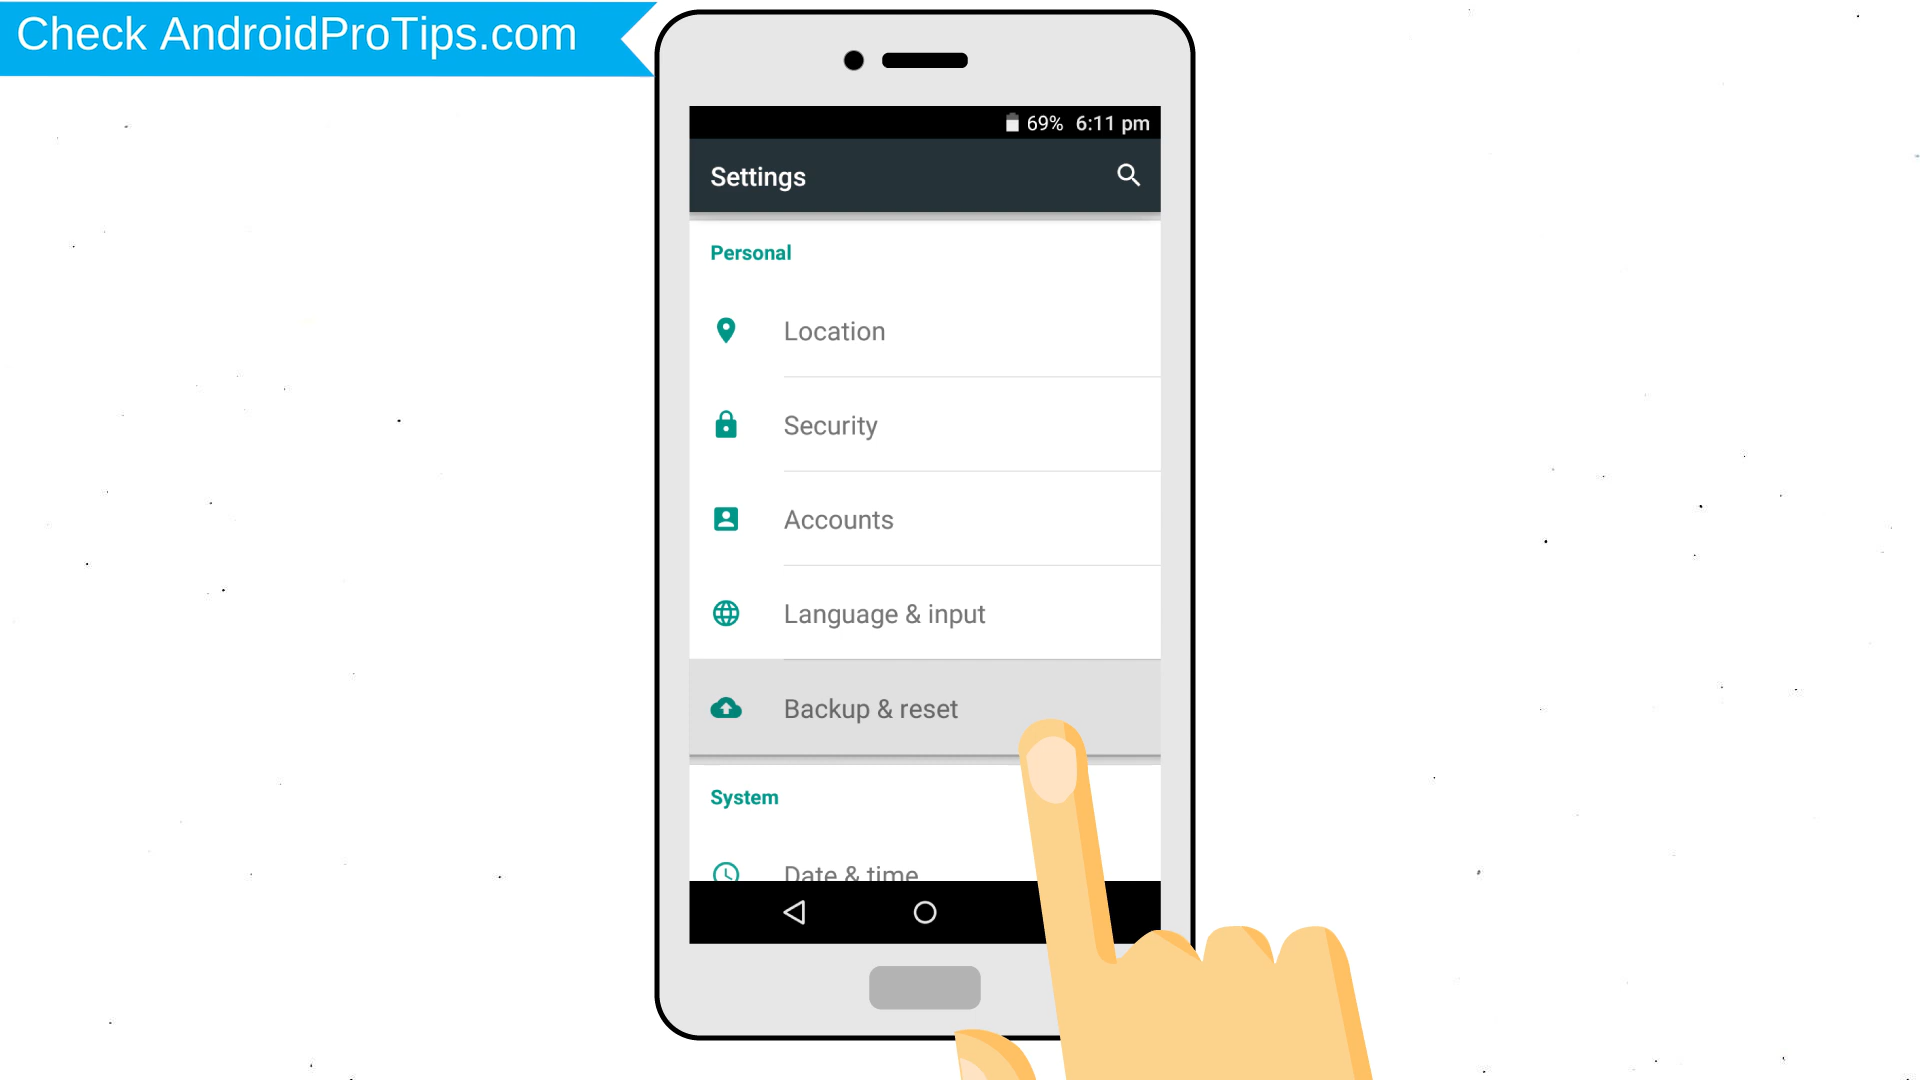 Check AndroidProTips.com
69% 6:11 pm
Settings
Personal
Location
Security
Accounts
Language & input
Backup & reset
System
Date & time